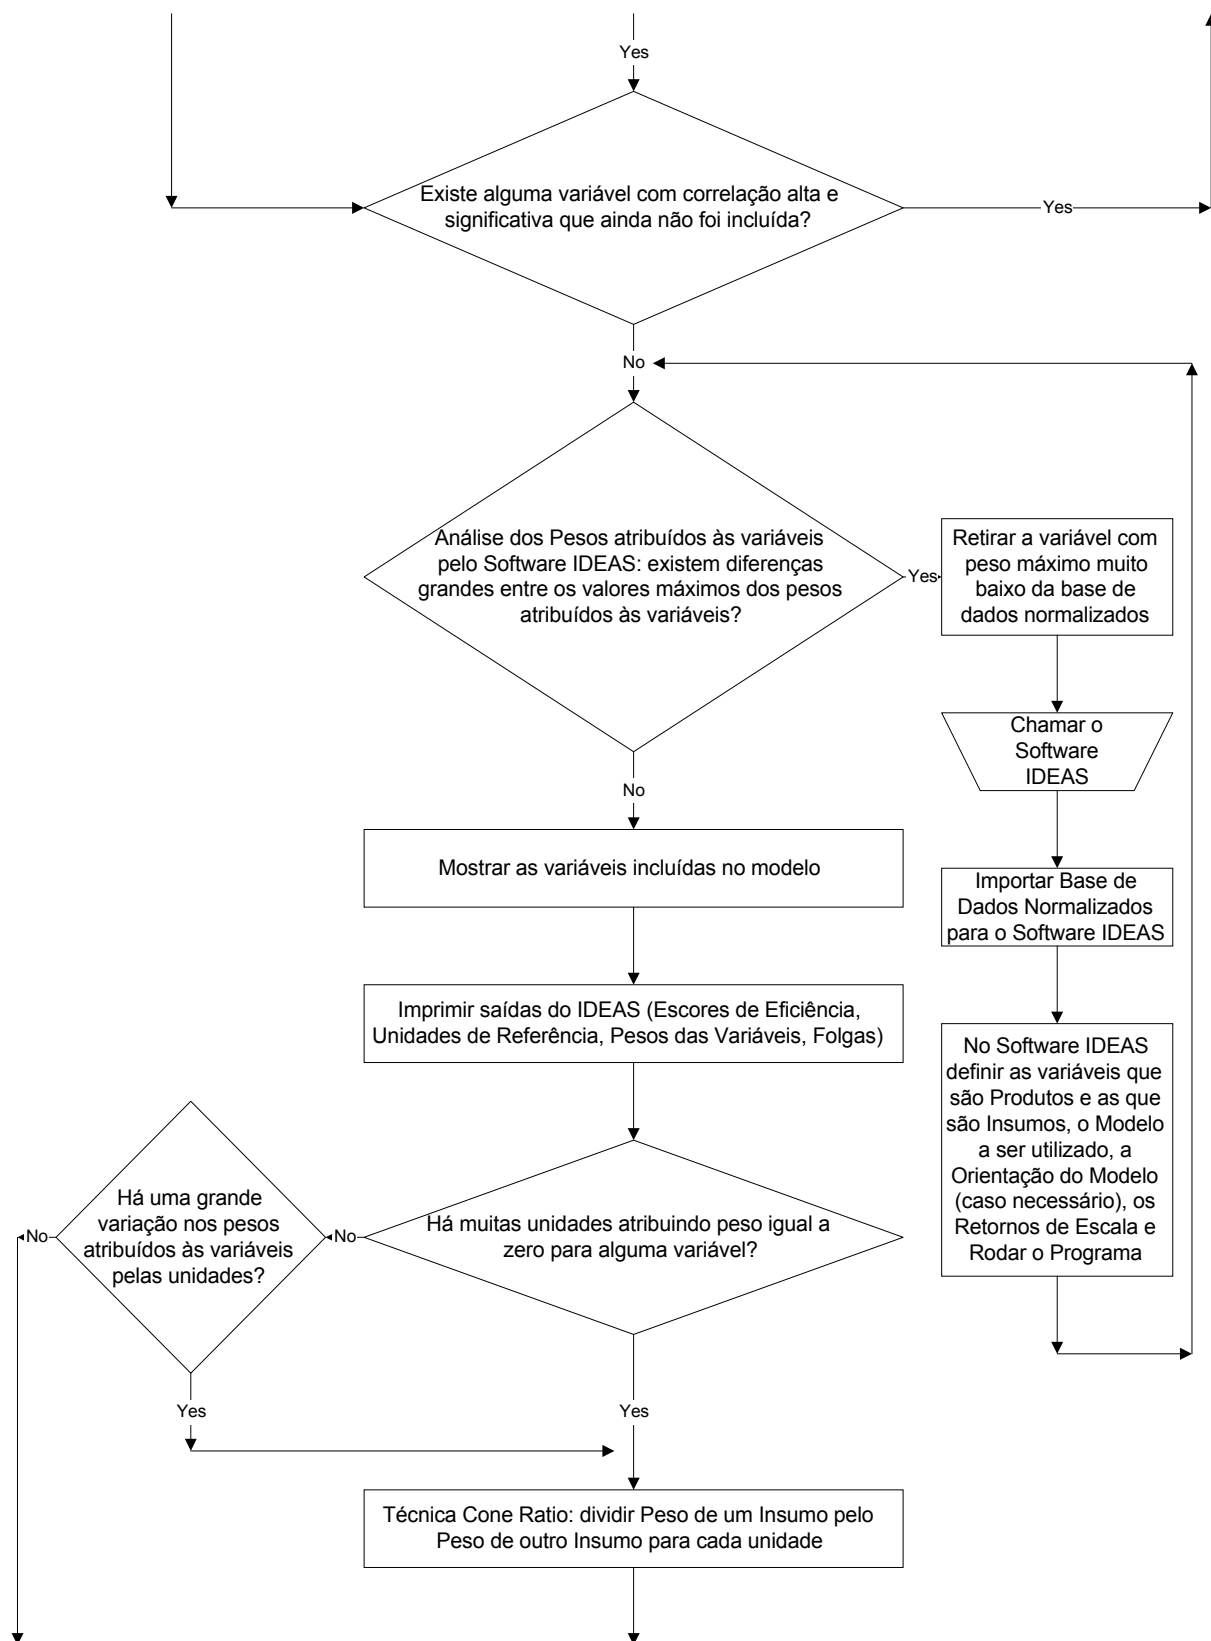 Yes
Existe alguma variável com correlação alta e
significativa que ainda não foi incluída?
Yes
No
Análise dos Pesos atribuídos às variáveis
pelo Software IDEAS: existem diferenças
grandes entre os valores máximos dos pesos
atribuídos às variáveis?
Yes
Retirar a variável com
peso máximo muito
baixo da base de
dados normalizados
Chamar o
Software
IDEAS
No
Mostrar as variáveis incluídas no modelo
Importar Base de
Dados Normalizados
para o Software IDEAS
Imprimir saídas do IDEAS (Escores de Eficiência,
Unidades de Referência, Pesos das Variáveis, Folgas)
No Software IDEAS
definir as variáveis que
são Produtos e as que
são Insumos, o Modelo
a ser utilizado, a
Orientação do Modelo
(caso necessário), os
Retornos de Escala e
Rodar o Programa
Há muitas unidades atribuindo peso igual a
zero para alguma variável?
No
Há uma grande
variação nos pesos
atribuídos às variáveis
pelas unidades?
No
Yes
Yes
Técnica Cone Ratio: dividir Peso de um Insumo pelo
Peso de outro Insumo para cada unidade